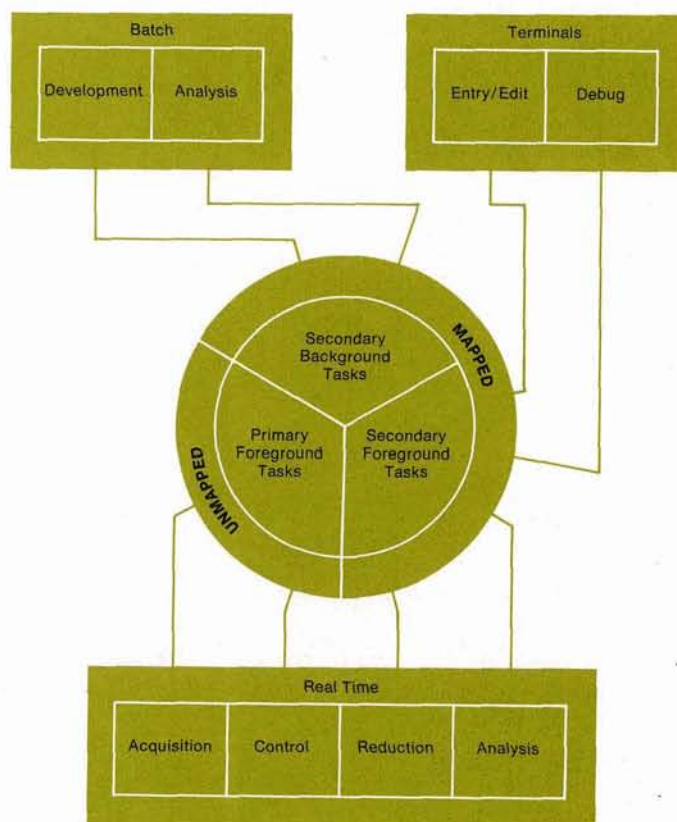 Batch
Development
Analysis
Terminals
Entry/Edit
Debug
MAPPED
UNMAPPED
Secondary
Background
Tasks
Primary
Foreground
Tasks
Secondary
Foreground
Tasks
Real Time
Acquisition
Control
Reduction
Analysis